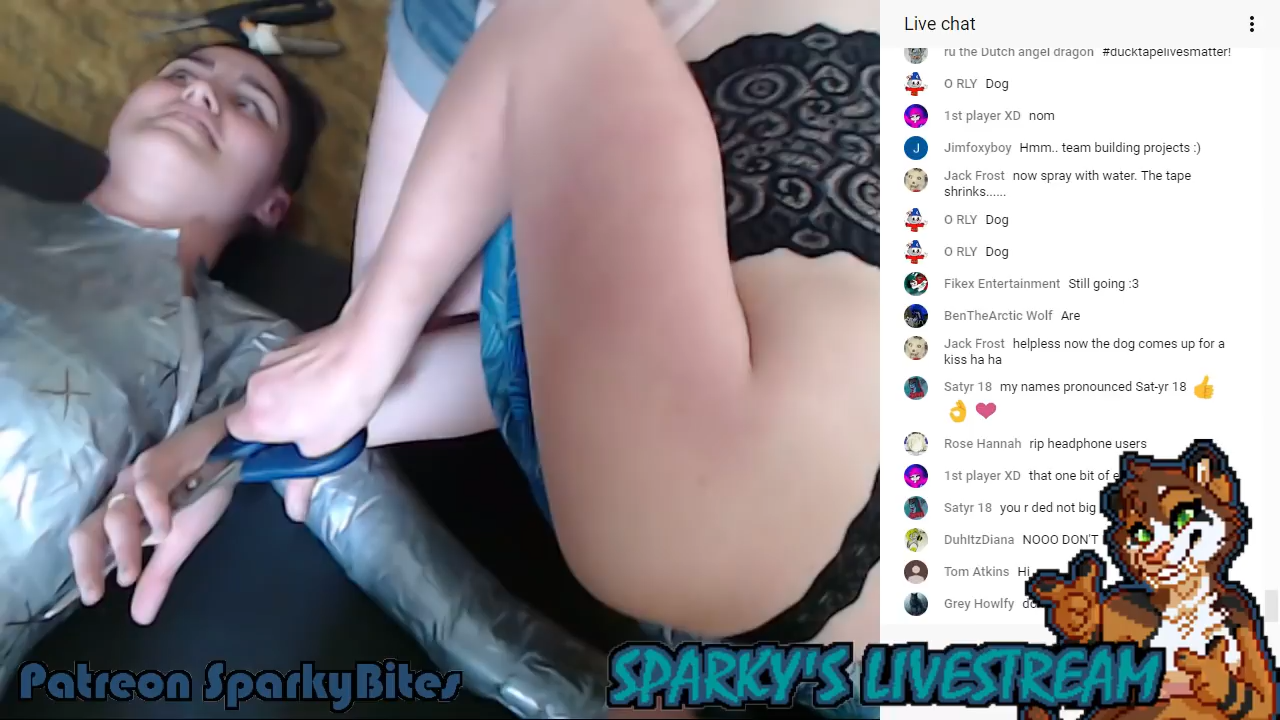 Live chat
ru the Dutch angel dragon #ducktapelivesmatter!
O RLY Dog
1st player XD nom
J
Jimfoxyboy Hmm.. team building projects :)
Jack Frost now spray with water. The tape
shrinks......
O RLY Dog
O RLY Dog
Fikex Entertainment Still going :3
BenTheArctic Wolf Are
Jack Frost helpless now the dog comes up for a
kiss ha ha
Satyr 18 my names pronounced Sat-yr 18 👍
👌 ❤
Rose Hannah rip headphone users
1st player XD that one bit of
Satyr 18 you r ded not big
DuhItzDiana NOOO DON'T
Tom Atkins Hi
Grey Howlfy
Patreon SparkyBites
SPARKY'S LIVESTREAM